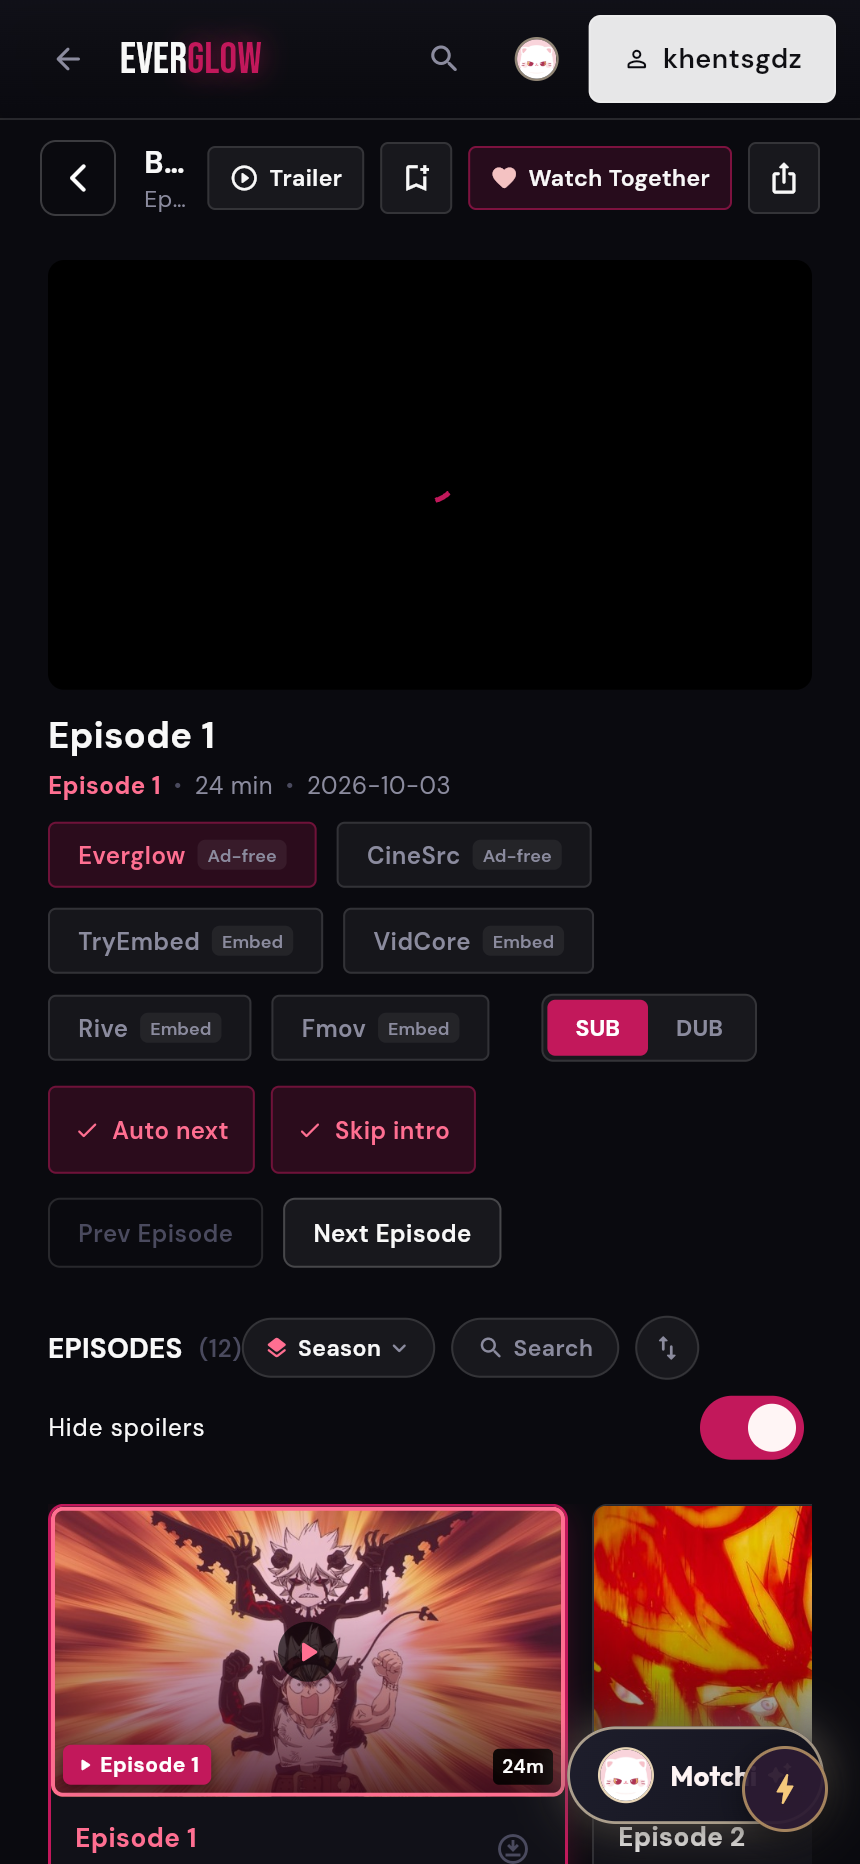 EVERGLOW
khentsgdz
B...
Ep...
Trailer
Watch Together
Episode 1
Episode 1 • 24 min • 2026-10-03
Everglow Ad-free
CineSrc Ad-free
TryEmbed Embed
VidCore Embed
Rive Embed
Fmov Embed
SUB
DUB
Auto next
Skip intro
Prev Episode
Next Episode
EPISODES (12)
Season
Search
Hide spoilers
Episode 1
24m
Episode 1
Episode 2